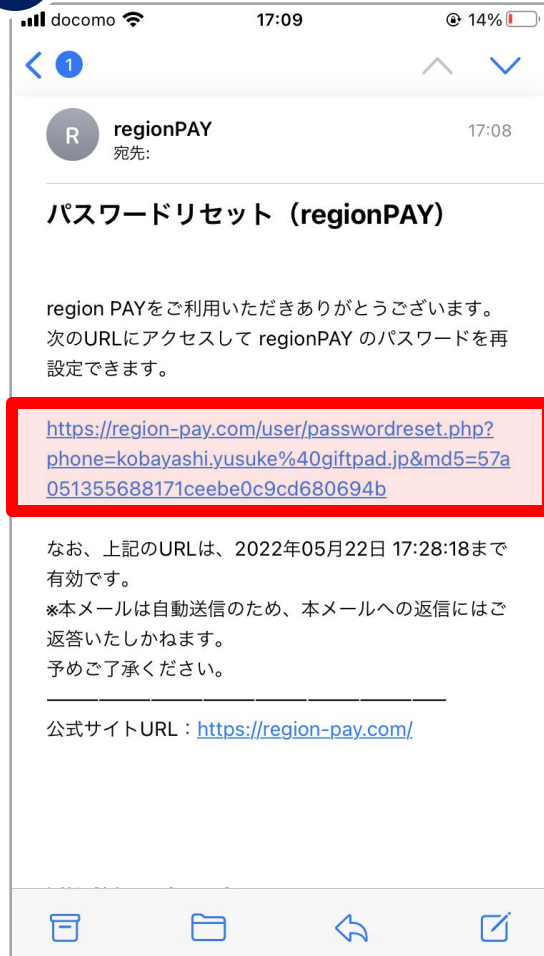 docomo 17:09 14%
1
R regionPAY 17:08
宛先:
パスワードリセット（regionPAY）
region PAYをご利用いただきありがとうございます。
次のURLにアクセスして regionPAY のパスワードを再
設定できます。
https://region-pay.com/user/passwordreset.php?
phone=kobayashi.yusuke%40giftpad.jp&md5=57a
051355688171ceebe0c9cd680694b
なお、上記のURLは、2022年05月22日 17:28:18まで
有効です。
※本メールは自動送信のため、本メールへの返信にはご
返答いたしかねます。
予めご了承ください。
公式サイトURL：https://region-pay.com/